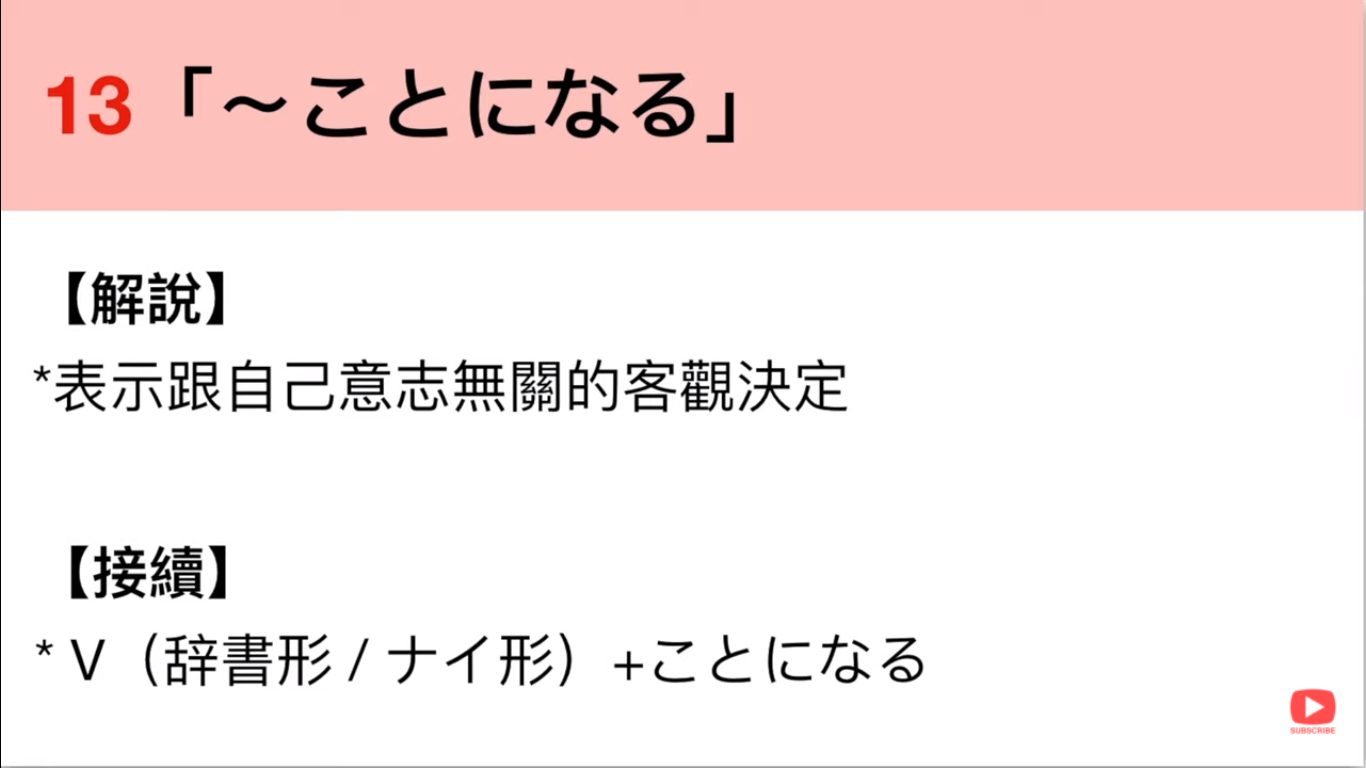 13「～ことになる」
【解說】
*表示跟自己意志無關的客觀決定
【接續】
* V（辞書形 / ナイ形）+ことになる
SUBSCRIBE